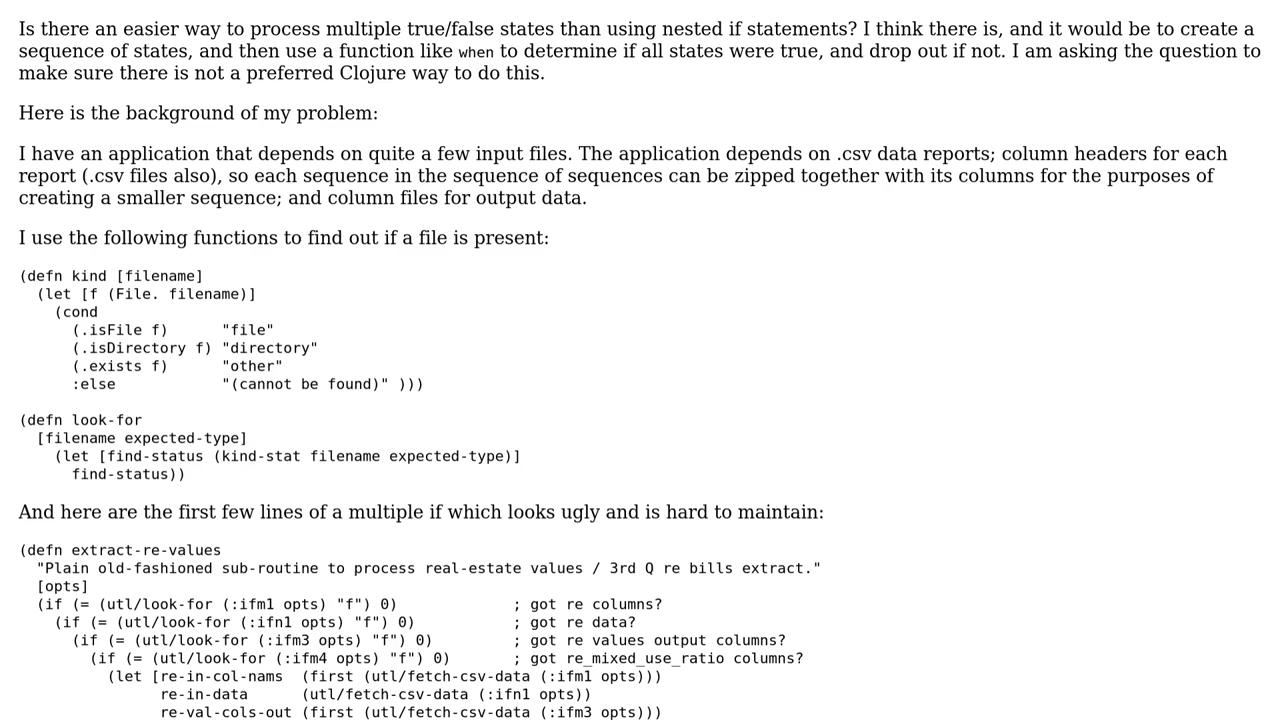 Is there an easier way to process multiple true/false states than using nested if statements? I think there is, and it would be to create a
sequence of states, and then use a function like when to determine if all states were true, and drop out if not. I am asking the question to
make sure there is not a preferred Clojure way to do this.
Here is the background of my problem:
I have an application that depends on quite a few input files. The application depends on .csv data reports; column headers for each
report (.csv files also), so each sequence in the sequence of sequences can be zipped together with its columns for the purposes of
creating a smaller sequence; and column files for output data.
I use the following functions to find out if a file is present:
(defn kind [filename]
  (let [f (File. filename)]
    (cond
      (.isFile f)      "file"
      (.isDirectory f) "directory"
      (.exists f)      "other"
      :else            "(cannot be found)" )))
(defn look-for
  [filename expected-type]
    (let [find-status (kind-stat filename expected-type)]
      find-status))
And here are the first few lines of a multiple if which looks ugly and is hard to maintain:
(defn extract-re-values
  "Plain old-fashioned sub-routine to process real-estate values / 3rd Q re bills extract."
  [opts]
  (if (= (utl/look-for (:ifm1 opts) "f") 0)             ; got re columns?
    (if (= (utl/look-for (:ifn1 opts) "f") 0)           ; got re data?
      (if (= (utl/look-for (:ifm3 opts) "f") 0)         ; got re values output columns?
        (if (= (utl/look-for (:ifm4 opts) "f") 0)       ; got re_mixed_use_ratio columns?
          (let [re-in-col-nams  (first (utl/fetch-csv-data (:ifm1 opts)))
                re-in-data      (utl/fetch-csv-data (:ifn1 opts))
                re-val-cols-out (first (utl/fetch-csv-data (:ifm3 opts)))